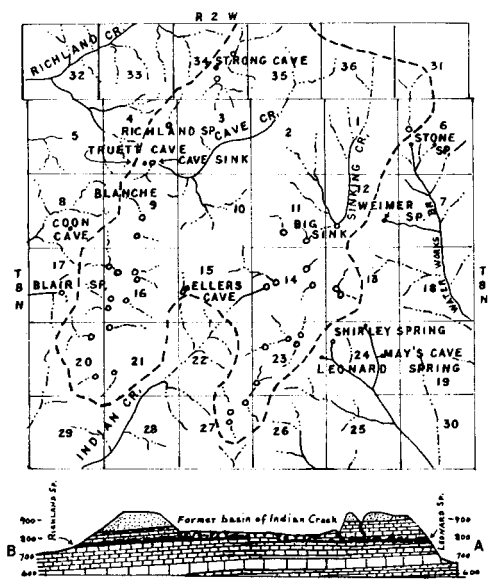 R 2 W
RICHLAND CR.
32
33
34 STRONG CAVE
35
36
31
5
4
3
2
1
6
RICHLAND SP.
CAVE CR.
TRUETT CAVE
CAVE SINK
STONE SP.
SINKING CR.
8
BLANCHE
9
10
11
12
7
COON CAVE
BIG SINK
WEIMER SP.
WATER WORKS BR.
T 8 N
17
BLAIR SP.
16
15
ELLERS CAVE
14
13
18
T 8 N
20
21
22
23
SHIRLEY SPRING
24
MAY'S CAVE
LEONARD SPRING
19
INDIAN CR.
29
28
27
26
25
30
RICHLAND SP.
LEONARD SP.
900
800
700
600
Former basin of Indian Creek
900
800
700
600
B
A